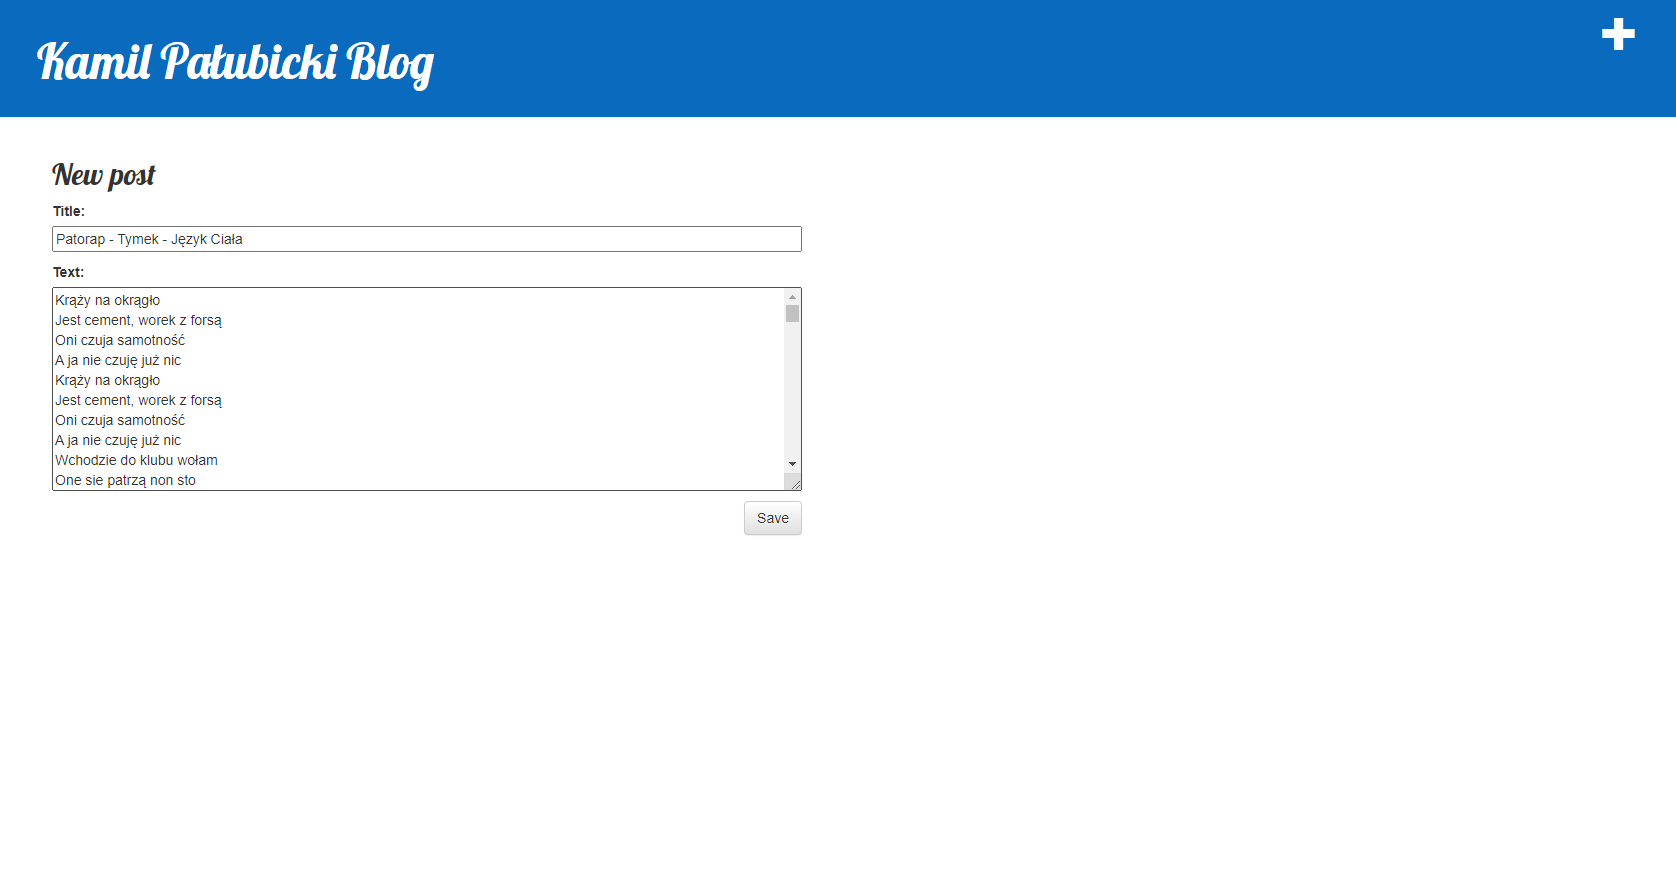 Kamil Pałubicki Blog
New post
Title:
Patorap - Tymek - Język Ciała
Text:
Krąży na okrągło
Jest cement, worek z forsą
Oni czuja samotność
A ja nie czuję już nic
Krąży na okrągło
Jest cement, worek z forsą
Oni czuja samotność
A ja nie czuję już nic
Wchodzie do klubu wołam
One sie patrzą non sto
Save